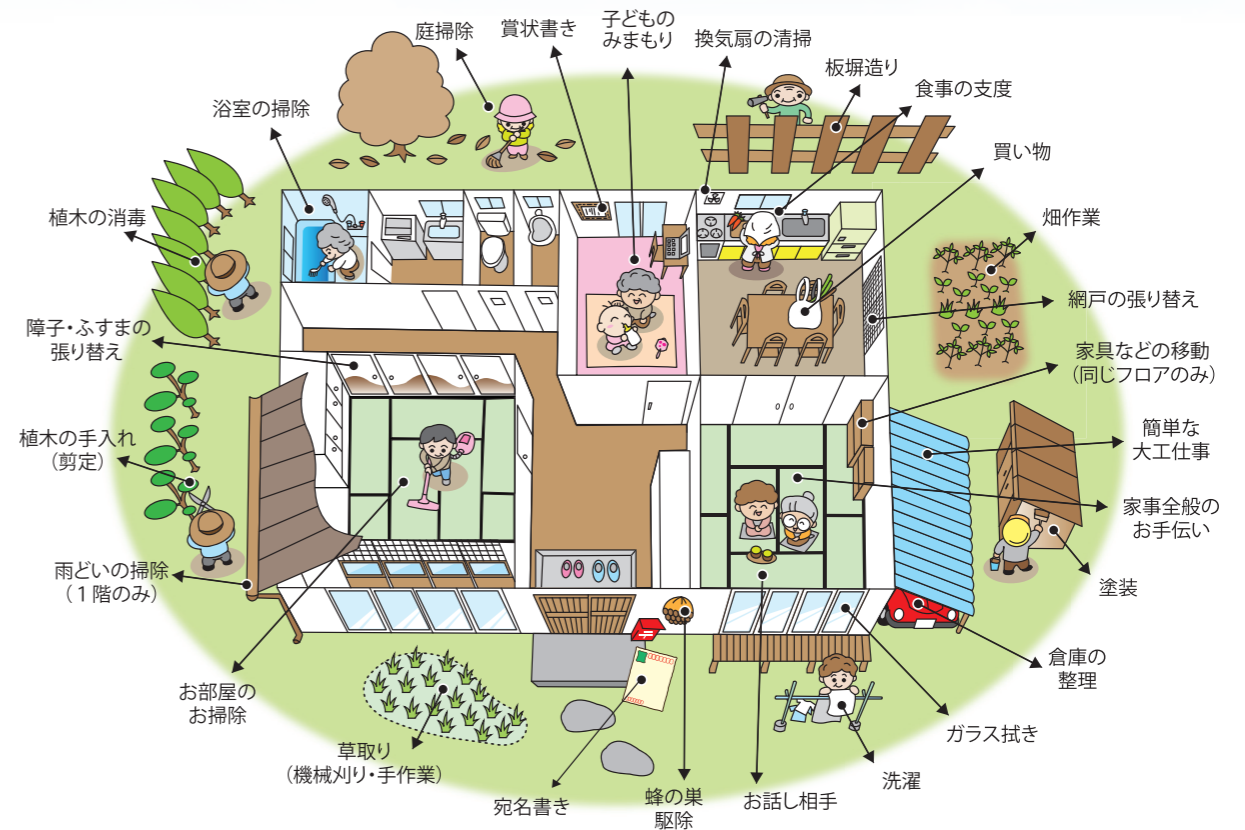 庭掃除
賞状書き
子どもの
みまもり
換気扇の清掃
板塀造り
食事の支度
買い物
浴室の掃除
植木の消毒
畑作業
網戸の張り替え
障子・ふすまの
張り替え
家具などの移動
（同じフロアのみ）
植木の手入れ
（剪定）
簡単な
大工仕事
家事全般の
お手伝い
雨どいの掃除
（１階のみ）
塗装
倉庫の
整理
お部屋の
お掃除
ガラス拭き
草取り
（機械刈り・手作業）
洗濯
宛名書き
蜂の巣
駆除
お話し相手